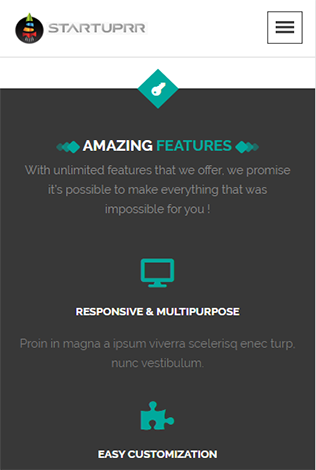 STARTUPRR
AMAZING FEATURES
With unlimited features that we offer, we promise
it's possible to make everything that was
impossible for you !
RESPONSIVE & MULTIPURPOSE
Proin in magna a ipsum viverra scelerisq enec turp.
nunc vestibulum.
EASY CUSTOMIZATION